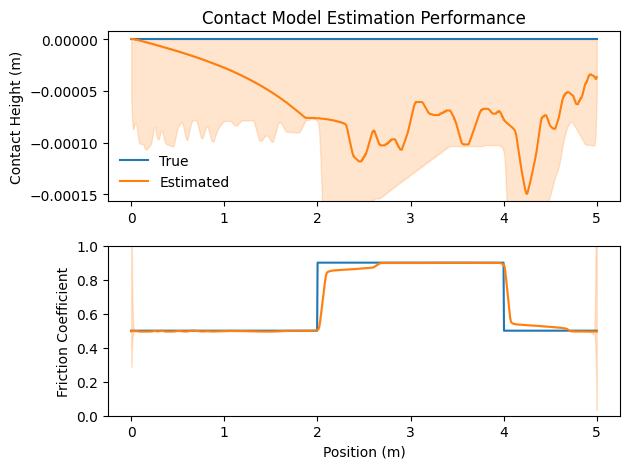 Contact Model Estimation Performance
Contact Height (m)
0.00000
−0.00005
−0.00010
−0.00015
True
Estimated
0 1 2 3 4 5
Friction Coefficient
1.0
0.8
0.6
0.4
0.2
0.0
0 1 2 3 4 5
Position (m)